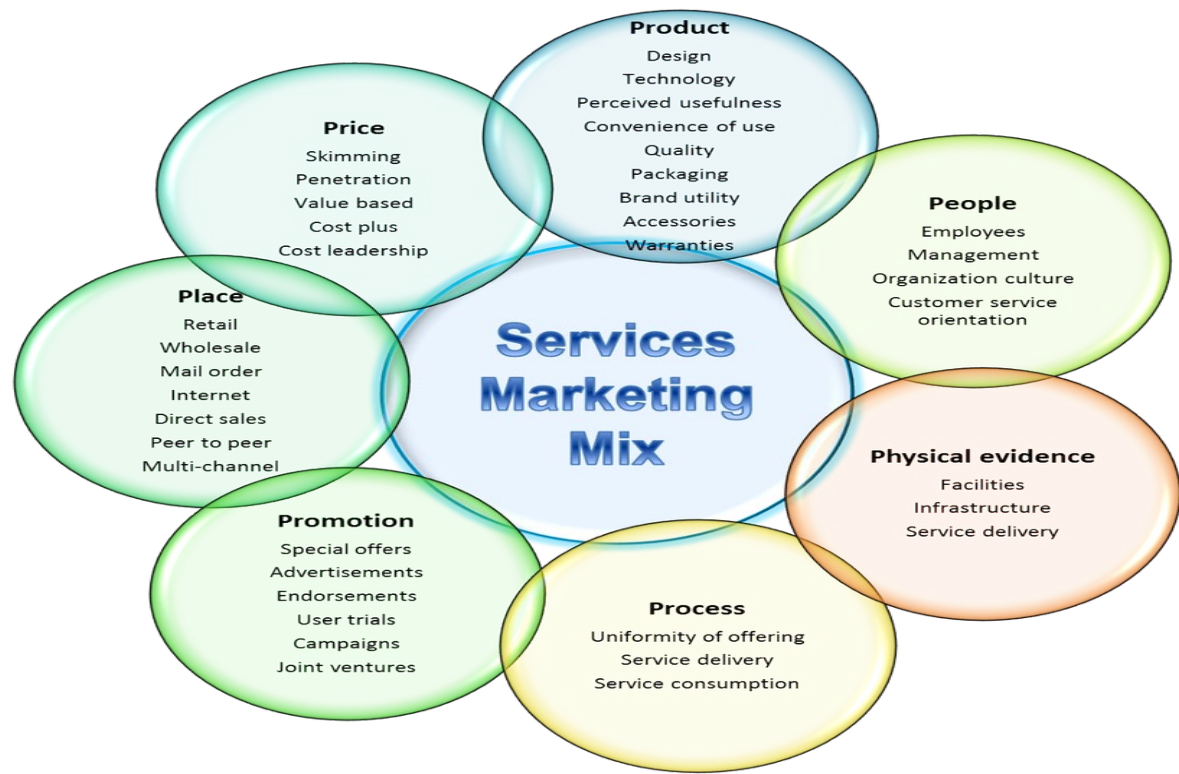 Product
Design
Technology
Perceived usefulness
Convenience of use
Quality
Packaging
Brand utility
Accessories
Warranties
Price
Skimming
Penetration
Value based
Cost plus
Cost leadership
People
Employees
Management
Organization culture
Customer service
orientation
Place
Retail
Wholesale
Mail order
Internet
Direct sales
Peer to peer
Multi-channel
Services
Marketing
Mix
Physical evidence
Facilities
Infrastructure
Service delivery
Promotion
Special offers
Advertisements
Endorsements
User trials
Campaigns
Joint ventures
Process
Uniformity of offering
Service delivery
Service consumption